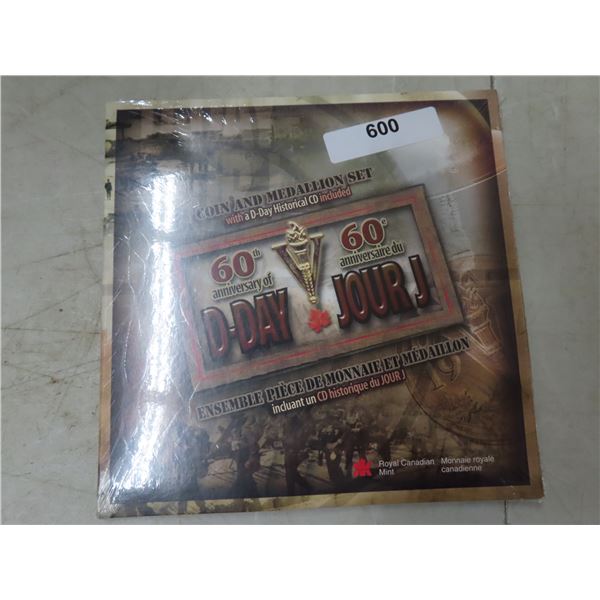 600
COIN AND MEDALLION SET
with a D-Day Historical CD included
60th
anniversary of
D-DAY
60e
anniversaire du
JOUR J
ENSEMBLE PIÈCE DE MONNAIE ET MÉDAILLON
incluant un CD historique du JOUR J
Royal Canadian
Mint
Monnaie royale
canadienne